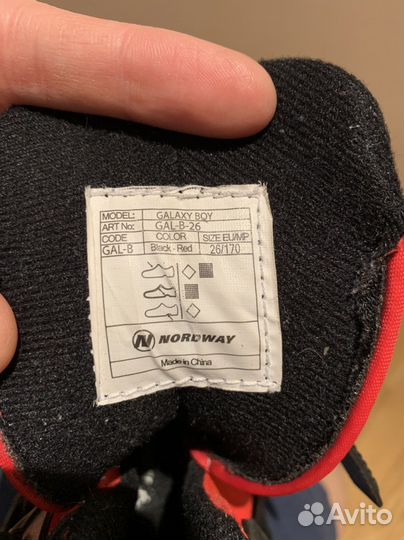 MODEL: GALAXY BOY
ART No: GAL-B-26
CODE COLOR SIZE EU/MP
GAL-B Black - Red 26/170
N NORDWAY
Made in China
Avito